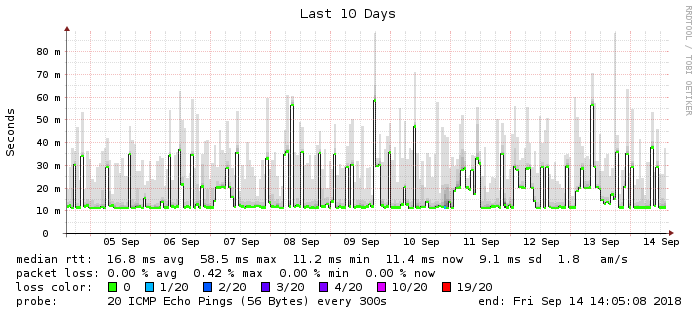 Last 10 Days
RRDTOOL / TOBI OETIKER
Seconds
80 m
70 m
60 m
50 m
40 m
30 m
20 m
10 m
0
05 Sep 06 Sep 07 Sep 08 Sep 09 Sep 10 Sep 11 Sep 12 Sep 13 Sep 14 Sep
median rtt: 16.8 ms avg 58.5 ms max 11.2 ms min 11.4 ms now 9.1 ms sd 1.8 am/s
packet loss: 0.00 % avg 0.42 % max 0.00 % min 0.00 % now
loss color: 0 1/20 2/20 3/20 4/20 10/20 19/20
probe: 20 ICMP Echo Pings (56 Bytes) every 300s end: Fri Sep 14 14:05:08 2018